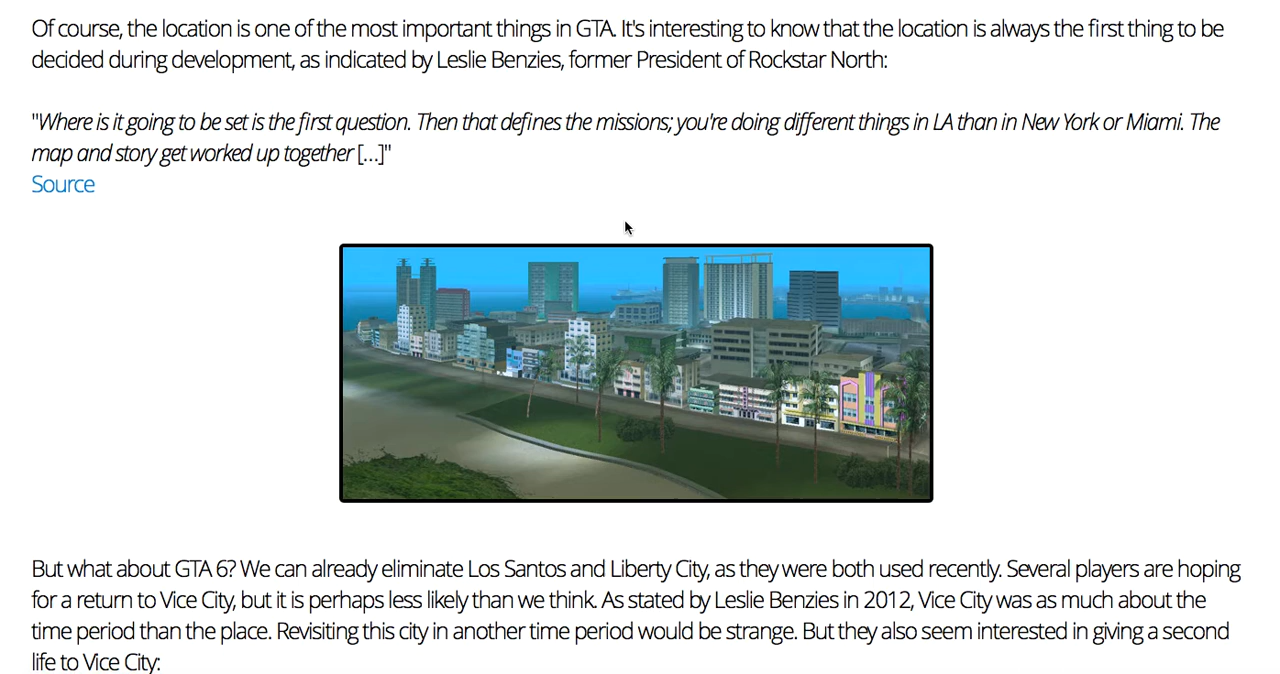 Of course, the location is one of the most important things in GTA. It's interesting to know that the location is always the first thing to be
decided during development, as indicated by Leslie Benzies, former President of Rockstar North:
"Where is it going to be set is the first question. Then that defines the missions; you're doing different things in LA than in New York or Miami. The
map and story get worked up together [...]"
Source
But what about GTA 6? We can already eliminate Los Santos and Liberty City, as they were both used recently. Several players are hoping
for a return to Vice City, but it is perhaps less likely than we think. As stated by Leslie Benzies in 2012, Vice City was as much about the
time period than the place. Revisiting this city in another time period would be strange. But they also seem interested in giving a second
life to Vice City: